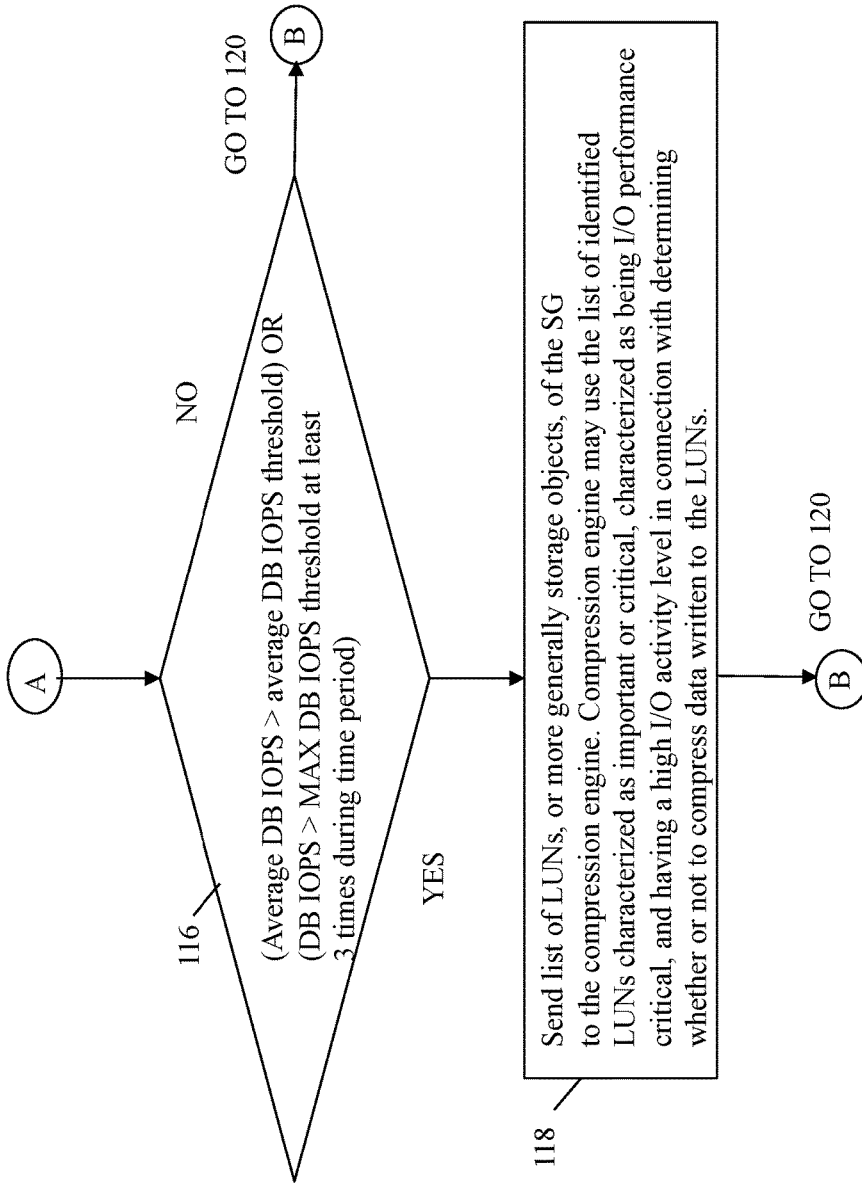 A
116
(Average DB IOPS > average DB IOPS threshold) OR
(DB IOPS > MAX DB IOPS threshold at least
3 times during time period)
NO
GO TO 120
B
YES
118
Send list of LUNs, or more generally storage objects, of the SG
to the compression engine. Compression engine may use the list of identified
LUNs characterized as important or critical, characterized as being I/O performance
critical, and having a high I/O activity level in connection with determining
whether or not to compress data written to the LUNs.
B
GO TO 120